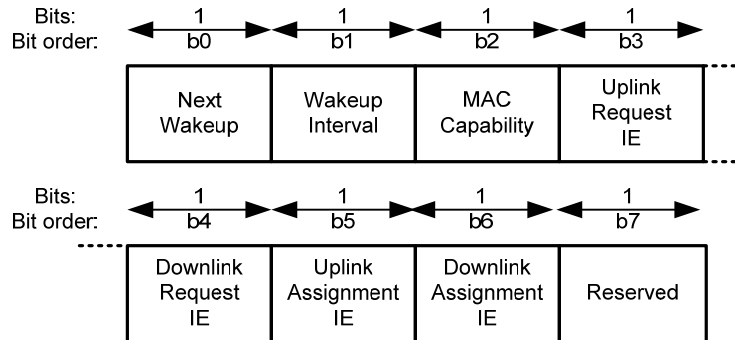 Bits: 1 1 1 1
Bit order: b0 b1 b2 b3
Next Wakeup Wakeup Interval MAC Capability Uplink Request IE
Bits: 1 1 1 1
Bit order: b4 b5 b6 b7
Downlink Request IE Uplink Assignment IE Downlink Assignment IE Reserved